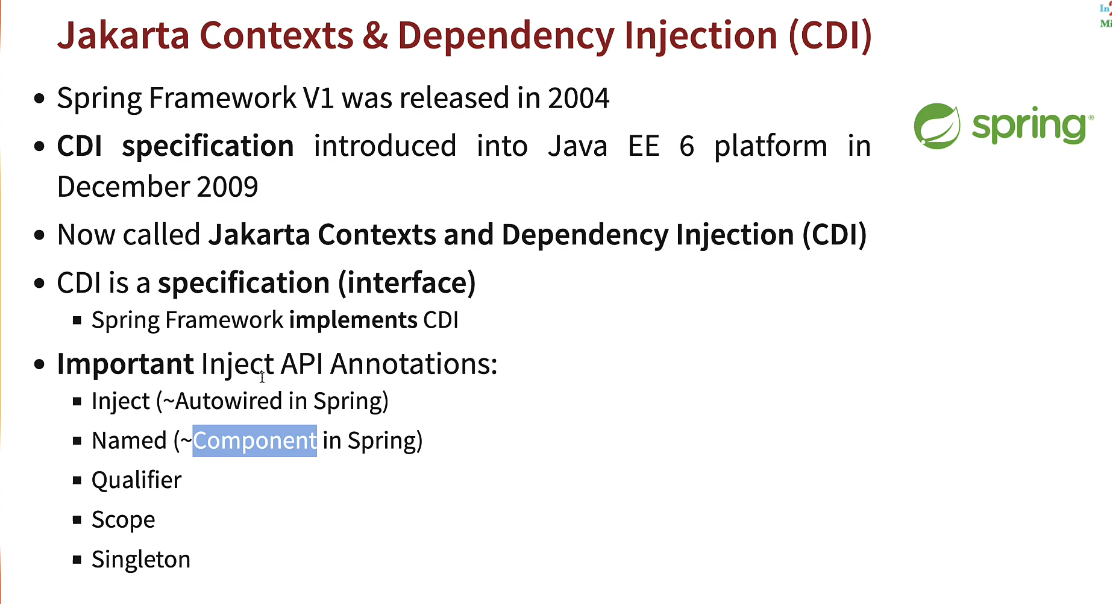 Jakarta Contexts & Dependency Injection (CDI)
• Spring Framework V1 was released in 2004
• CDI specification introduced into Java EE 6 platform in
December 2009
• Now called Jakarta Contexts and Dependency Injection (CDI)
• CDI is a specification (interface)
▪ Spring Framework implements CDI
• Important Inject API Annotations:
▪ Inject (~Autowired in Spring)
▪ Named (~Component in Spring)
▪ Qualifier
▪ Scope
▪ Singleton
spring